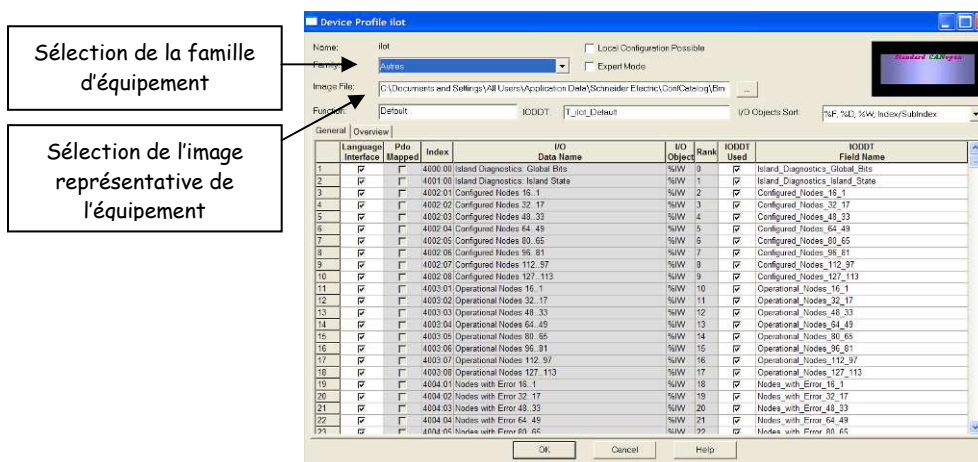 Sélection de la famille
d'équipement
Sélection de l'image
représentative de
l'équipement
Device Profile ilot
Name: ilot Local Configuration Possible
Family: Autres Expert Mode
Standard CANopen
Image File: C:\Documents and Settings\All Users\Application Data\Schneider Electric\ConfCatalog\Bm ...
Function: Default IODDT: T_ilot_Default I/O Objects Sort: %F, %D, %W, Index/SubIndex
General Overview
Language Interface Pdo Mapped Index I/O Data Name I/O Object Rank IODDT Used IODDT Field Name
1 4000:00 Island Diagnostics: Global Bits %IW 0 Island_Diagnostics_Global_Bits
2 4001:00 Island Diagnostics: Island State %IW 1 Island_Diagnostics_Island_State
3 4002:01 Configured Nodes 16..1 %IW 2 Configured_Nodes_16_1
4 4002:02 Configured Nodes 32..17 %IW 3 Configured_Nodes_32_17
5 4002:03 Configured Nodes 48..33 %IW 4 Configured_Nodes_48_33
6 4002:04 Configured Nodes 64..49 %IW 5 Configured_Nodes_64_49
7 4002:05 Configured Nodes 80..65 %IW 6 Configured_Nodes_80_65
8 4002:06 Configured Nodes 96..81 %IW 7 Configured_Nodes_96_81
9 4002:07 Configured Nodes 112..97 %IW 8 Configured_Nodes_112_97
10 4002:08 Configured Nodes 127..113 %IW 9 Configured_Nodes_127_113
11 4003:01 Operational Nodes 16..1 %IW 10 Operational_Nodes_16_1
12 4003:02 Operational Nodes 32..17 %IW 11 Operational_Nodes_32_17
13 4003:03 Operational Nodes 48..33 %IW 12 Operational_Nodes_48_33
14 4003:04 Operational Nodes 64..49 %IW 13 Operational_Nodes_64_49
15 4003:05 Operational Nodes 80..65 %IW 14 Operational_Nodes_80_65
16 4003:06 Operational Nodes 96..81 %IW 15 Operational_Nodes_96_81
17 4003:07 Operational Nodes 112..97 %IW 16 Operational_Nodes_112_97
18 4003:08 Operational Nodes 127..113 %IW 17 Operational_Nodes_127_113
19 4004:01 Nodes with Error 16..1 %IW 18 Nodes_with_Error_16_1
20 4004:02 Nodes with Error 32..17 %IW 19 Nodes_with_Error_32_17
21 4004:03 Nodes with Error 48..33 %IW 20 Nodes_with_Error_48_33
22 4004:04 Nodes with Error 64..49 %IW 21 Nodes_with_Error_64_49
23 4004:05 Nodes with Error 80..65 %IW 22 Nodes_with_Error_80_65
OK Cancel Help